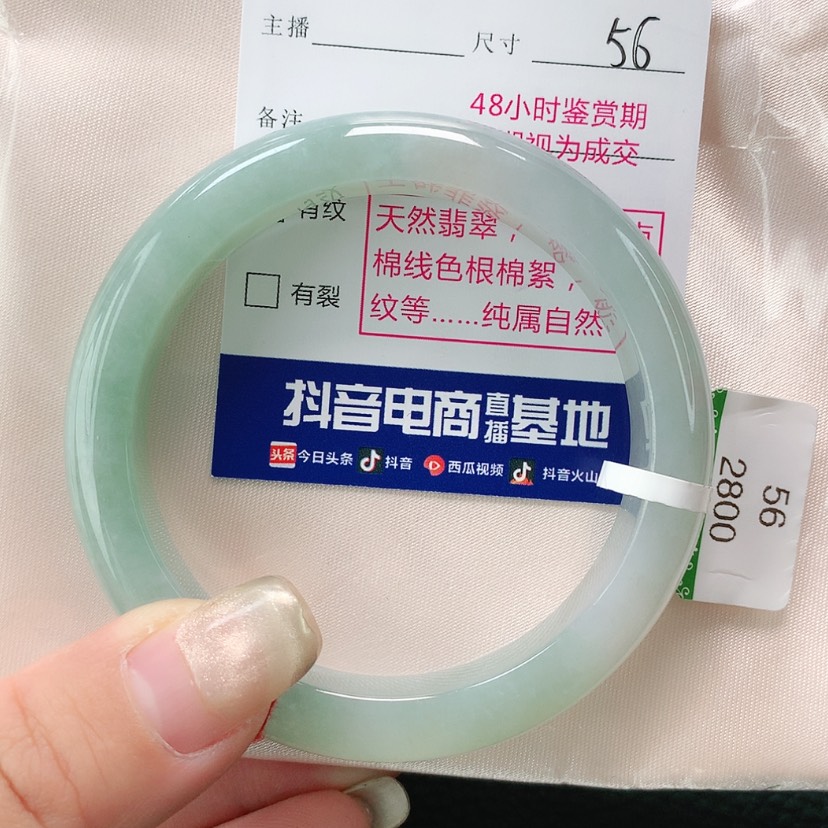 主播 尺寸 56
备注
48小时鉴赏期
视为成交
有纹
有裂
天然翡翠，
棉线色根棉絮，
纹等……纯属自然
抖音电商直播基地
头条 今日头条 抖音 西瓜视频 抖音火山
56
2800